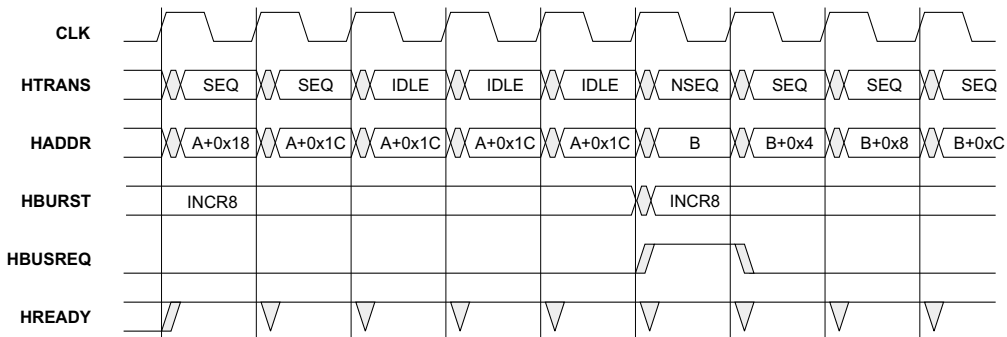 CLK
HTRANS SEQ SEQ IDLE IDLE IDLE NSEQ SEQ SEQ SEQ
HADDR A+0x18 A+0x1C A+0x1C A+0x1C A+0x1C B B+0x4 B+0x8 B+0xC
HBURST INCR8 INCR8
HBUSREQ
HREADY